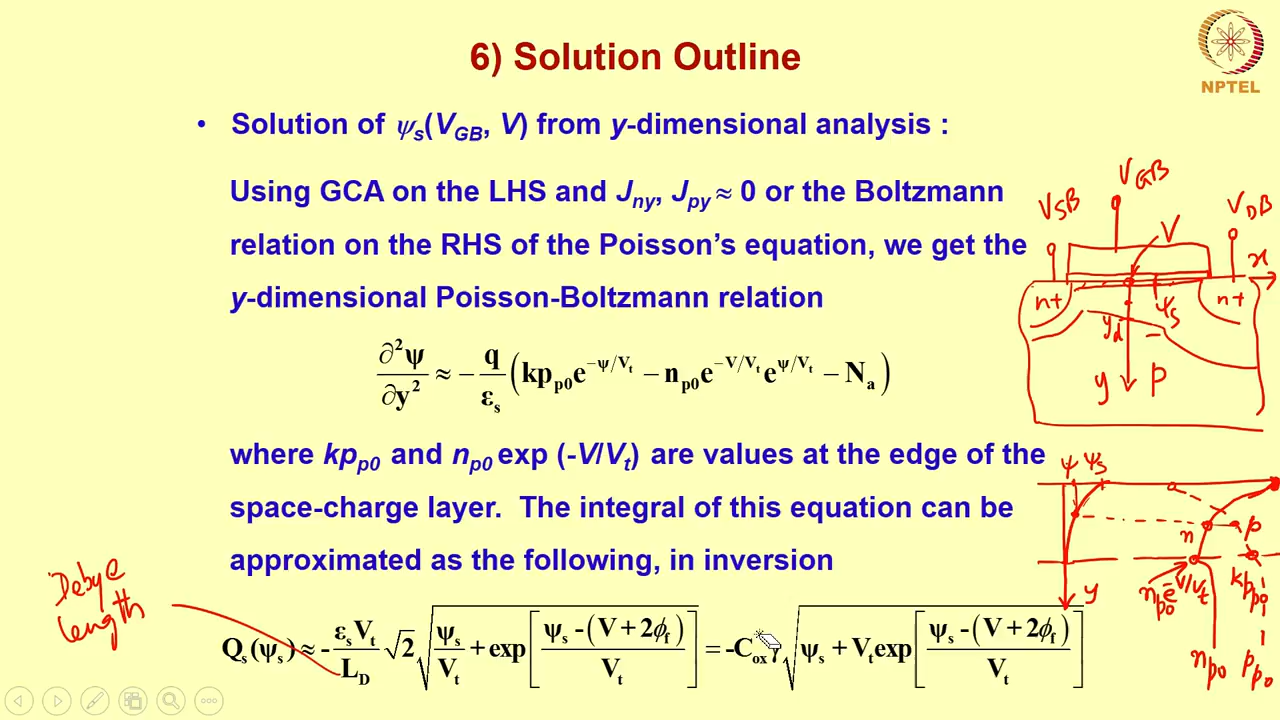 6) Solution Outline
NPTEL
• Solution of ψs(VGB, V) from y-dimensional analysis :
Using GCA on the LHS and Jny, Jpy ≈ 0 or the Boltzmann
relation on the RHS of the Poisson's equation, we get the
y-dimensional Poisson-Boltzmann relation
∂²ψ/∂y² ≈ - q/εs (kpp0 e^(-ψ/Vt) - np0 e^(-V/Vt) e^(ψ/Vt) - Na)
where kpp0 and np0 exp (-V/Vt) are values at the edge of the
space-charge layer. The integral of this equation can be
approximated as the following, in inversion
Qs(ψs) ≈ - εsVt/LD √2 √(ψs/Vt + exp[(ψs - (V + 2ϕf))/Vt]) = -Cox γ √(ψs + Vt exp[(ψs - (V + 2ϕf))/Vt])
Debye
length
VGB
VSB
VDB
V
x
n+
n+
ψs
yd
y
p
ψ ψs
n
p
y
np0 e^(-V/Vt)
kpp0
np0
pp0